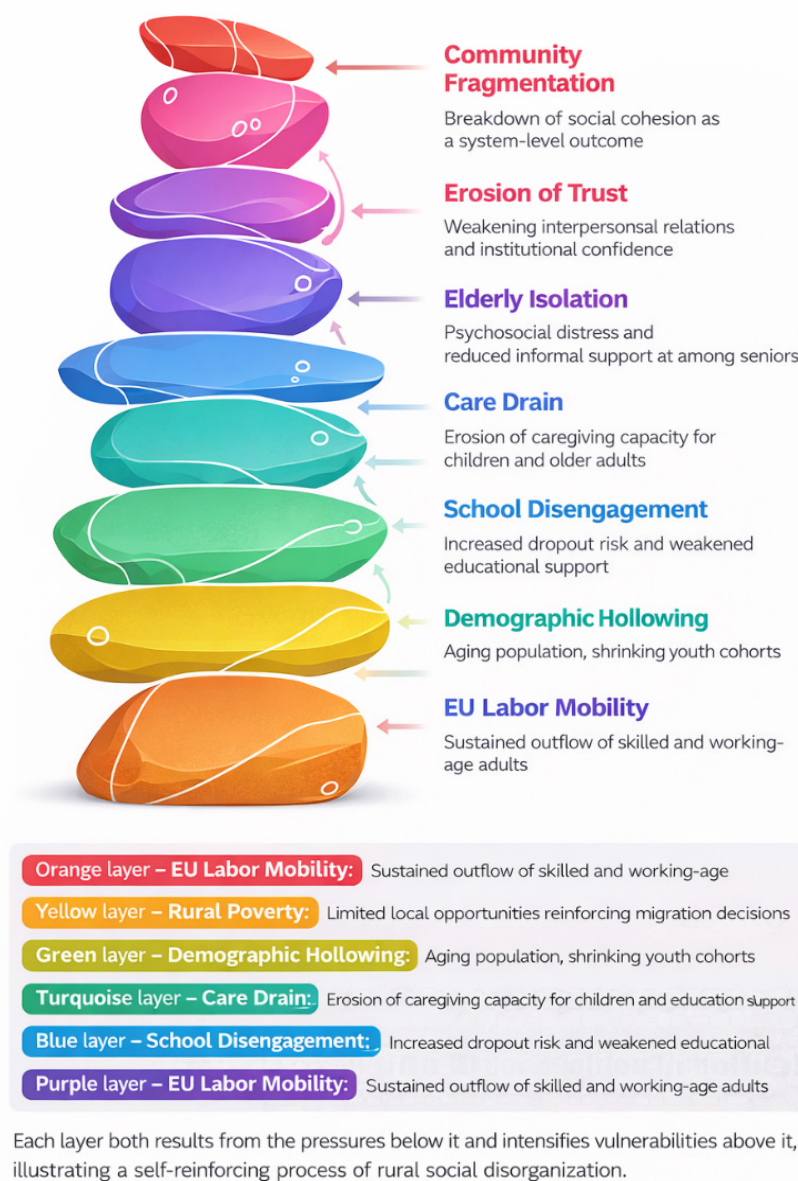 Community
Fragmentation
Breakdown of social cohesion as
a system-level outcome
Erosion of Trust
Weakening interpersonsal relations
and institutional confidence
Elderly Isolation
Psychosocial distress and
reduced informal support at among seniors
Care Drain
Erosion of caregiving capacity for
children and older adults
School Disengagement
Increased dropout risk and weakened
educational support
Demographic Hollowing
Aging population, shrinking youth cohorts
EU Labor Mobility
Sustained outflow of skilled and working-
age adults
Orange layer – EU Labor Mobility: Sustained outflow of skilled and working-age
Yellow layer – Rural Poverty: Limited local opportunities reinforcing migration decisions
Green layer – Demographic Hollowing: Aging population, shrinking youth cohorts
Turquoise layer – Care Drain: Erosion of caregiving capacity for children and education support
Blue layer – School Disengagement: Increased dropout risk and weakened educational
Purple layer – EU Labor Mobility: Sustained outflow of skilled and working-age adults
Each layer both results from the pressures below it and intensifies vulnerabilities above it,
illustrating a self-reinforcing process of rural social disorganization.